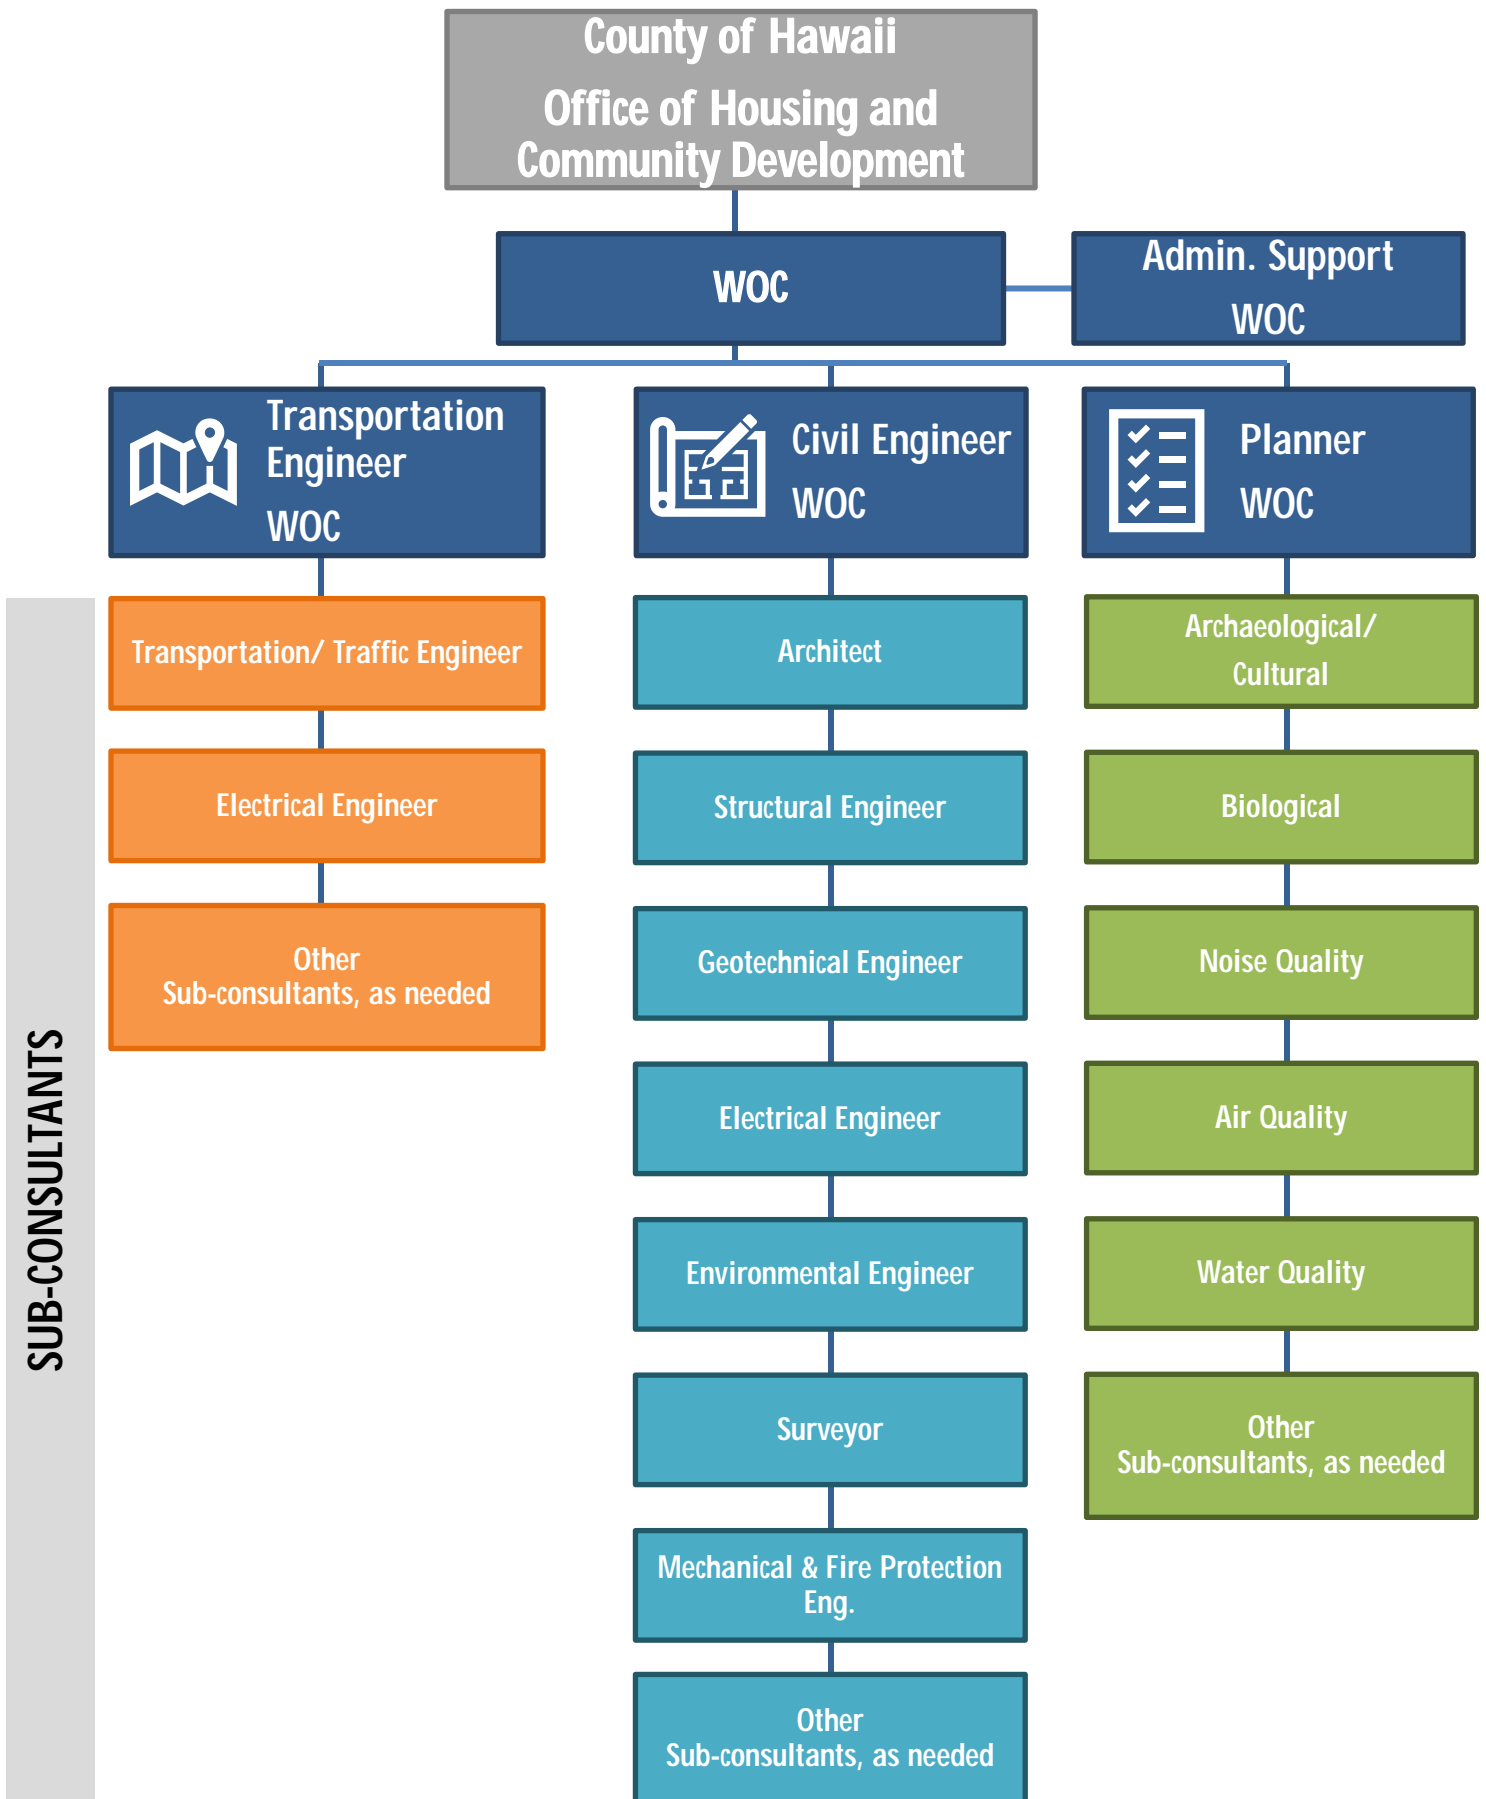 County of Hawaii
Office of Housing and
Community Development
WOC
Admin. Support
WOC
Transportation
Engineer
WOC
Civil Engineer
WOC
Planner
WOC
SUB-CONSULTANTS
Transportation/ Traffic Engineer
Electrical Engineer
Other
Sub-consultants, as needed
Architect
Structural Engineer
Geotechnical Engineer
Electrical Engineer
Environmental Engineer
Surveyor
Mechanical & Fire Protection
Eng.
Other
Sub-consultants, as needed
Archaeological/
Cultural
Biological
Noise Quality
Air Quality
Water Quality
Other
Sub-consultants, as needed